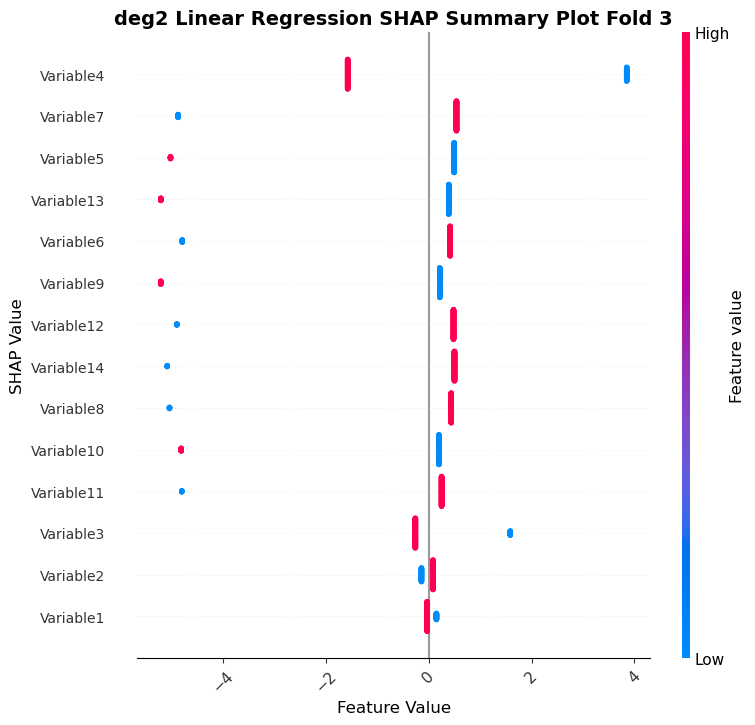 deg2 Linear Regression SHAP Summary Plot Fold 3
High
Variable4
Variable7
Variable5
Variable13
Variable6
Variable9
Variable12
Variable14
Variable8
Variable10
Variable11
Variable3
Variable2
Variable1
SHAP Value
Feature value
Low
−4
−2
0
2
4
Feature Value